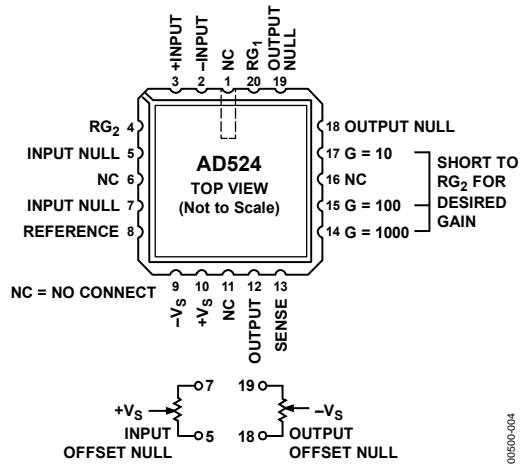 +INPUT
–INPUT
NC
RG1
OUTPUT
NULL
3 2 1 20 19
RG2 4
INPUT NULL 5
NC 6
INPUT NULL 7
REFERENCE 8
AD524
TOP VIEW
(Not to Scale)
18 OUTPUT NULL
17 G = 10
16 NC
15 G = 100
14 G = 1000
SHORT TO
RG2 FOR
DESIRED
GAIN
NC = NO CONNECT
9 10 11 12 13
–VS
+VS
NC
OUTPUT
SENSE
7
+VS
5
INPUT
OFFSET NULL
19
–VS
18
OUTPUT
OFFSET NULL
00500-004